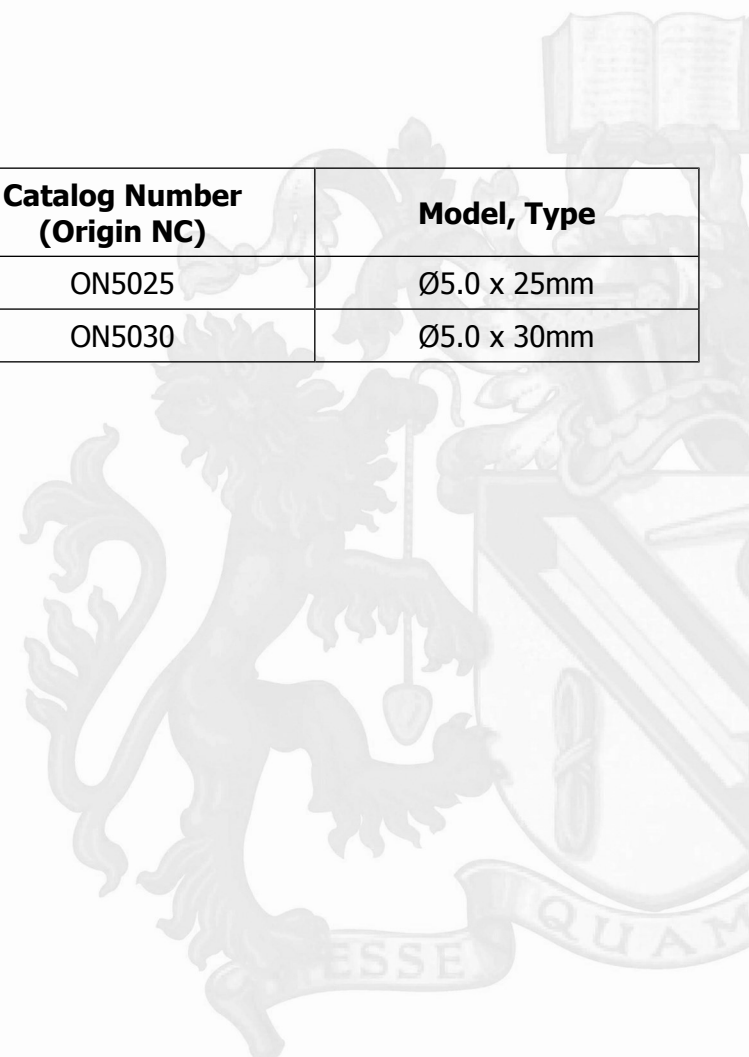 Catalog Number
(Origin NC)
Model, Type
ON5025
Ø5.0 x 25mm
ON5030
Ø5.0 x 30mm
ESSE
QUAM